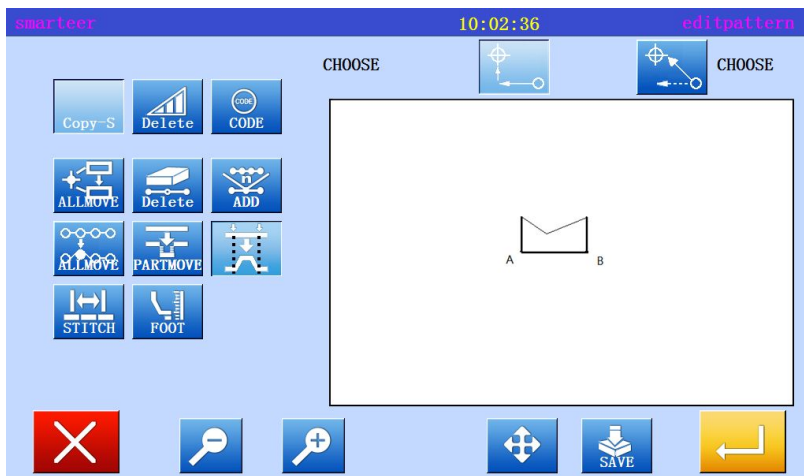 smarteer 10:02:36 editpattern
CHOOSE CHOOSE
Copy-S Delete CODE CODE
ALLMOVE Delete n ADD
ALLMOVE PARTMOVE
A B
STITCH FOOT
SAVE